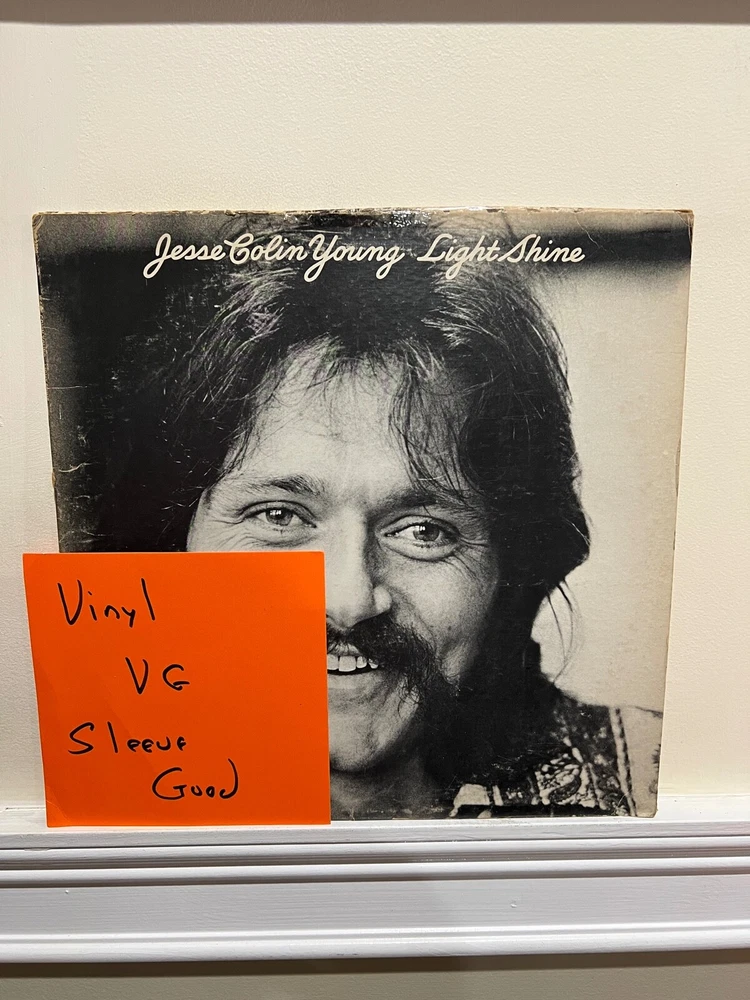 Jesse Colin Young Light Shine
Vinyl
VG
Sleeve
Good